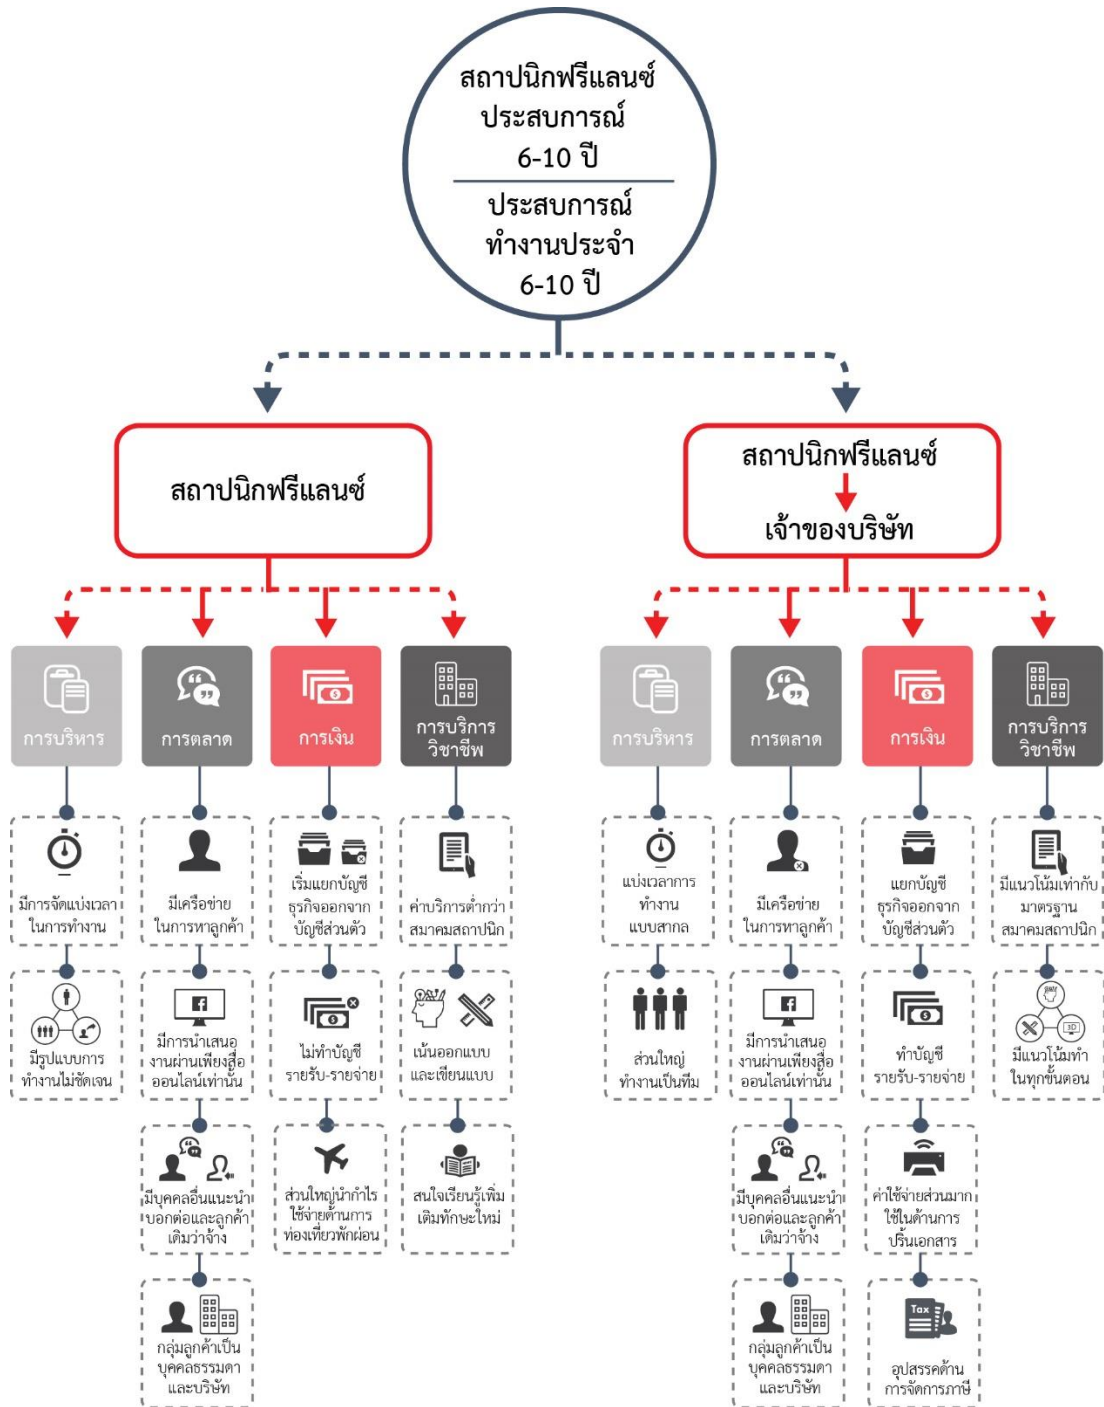 สถาปนิกฟรีแลนซ์
ประสบการณ์
6-10 ปี
ประสบการณ์
ทำงานประจำ
6-10 ปี
สถาปนิกฟรีแลนซ์
สถาปนิกฟรีแลนซ์
เจ้าของบริษัท
การบริหาร
การตลาด
การเงิน
การบริการ
วิชาชีพ
มีการจัดแบ่งเวลา
ในการทำงาน
มีรูปแบบการ
ทำงานไม่ชัดเจน
มีเครือข่าย
ในการหาลูกค้า
มีการนำเสนอ
งานผ่านเพียงสื่อ
ออนไลน์เท่านั้น
มีบุคคลอื่นแนะนำ
บอกต่อและลูกค้า
เดิมว่าจ้าง
กลุ่มลูกค้าเป็น
บุคคลธรรมดา
และบริษัท
เริ่มแยกบัญชี
ธุรกิจออกจาก
บัญชีส่วนตัว
ไม่ทำบัญชี
รายรับ-รายจ่าย
ส่วนใหญ่นำกำไร
ใช้จ่ายด้านการ
ท่องเที่ยวพักผ่อน
ค่าบริการต่ำกว่า
สมาคมสถาปนิก
เน้นออกแบบ
และเขียนแบบ
สนใจเรียนรู้เพิ่ม
เติมทักษะใหม่
การบริหาร
การตลาด
การเงิน
การบริการ
วิชาชีพ
แบ่งเวลาการ
ทำงาน
แบบสากล
ส่วนใหญ่
ทำงานเป็นทีม
มีเครือข่าย
ในการหาลูกค้า
มีการนำเสนอ
งานผ่านเพียงสื่อ
ออนไลน์เท่านั้น
มีบุคคลอื่นแนะนำ
บอกต่อและลูกค้า
เดิมว่าจ้าง
กลุ่มลูกค้าเป็น
บุคคลธรรมดา
และบริษัท
แยกบัญชี
ธุรกิจออกจาก
บัญชีส่วนตัว
ทำบัญชี
รายรับ-รายจ่าย
ค่าใช้จ่ายส่วนมาก
ใช้ในด้านการ
ปริ้นเอกสาร
Tax
อุปสรรคด้าน
การจัดการภาษี
มีแนวโน้มเท่ากับ
มาตรฐาน
สมาคมสถาปนิก
3D
มีแนวโน้มทำ
ในทุกขั้นตอน